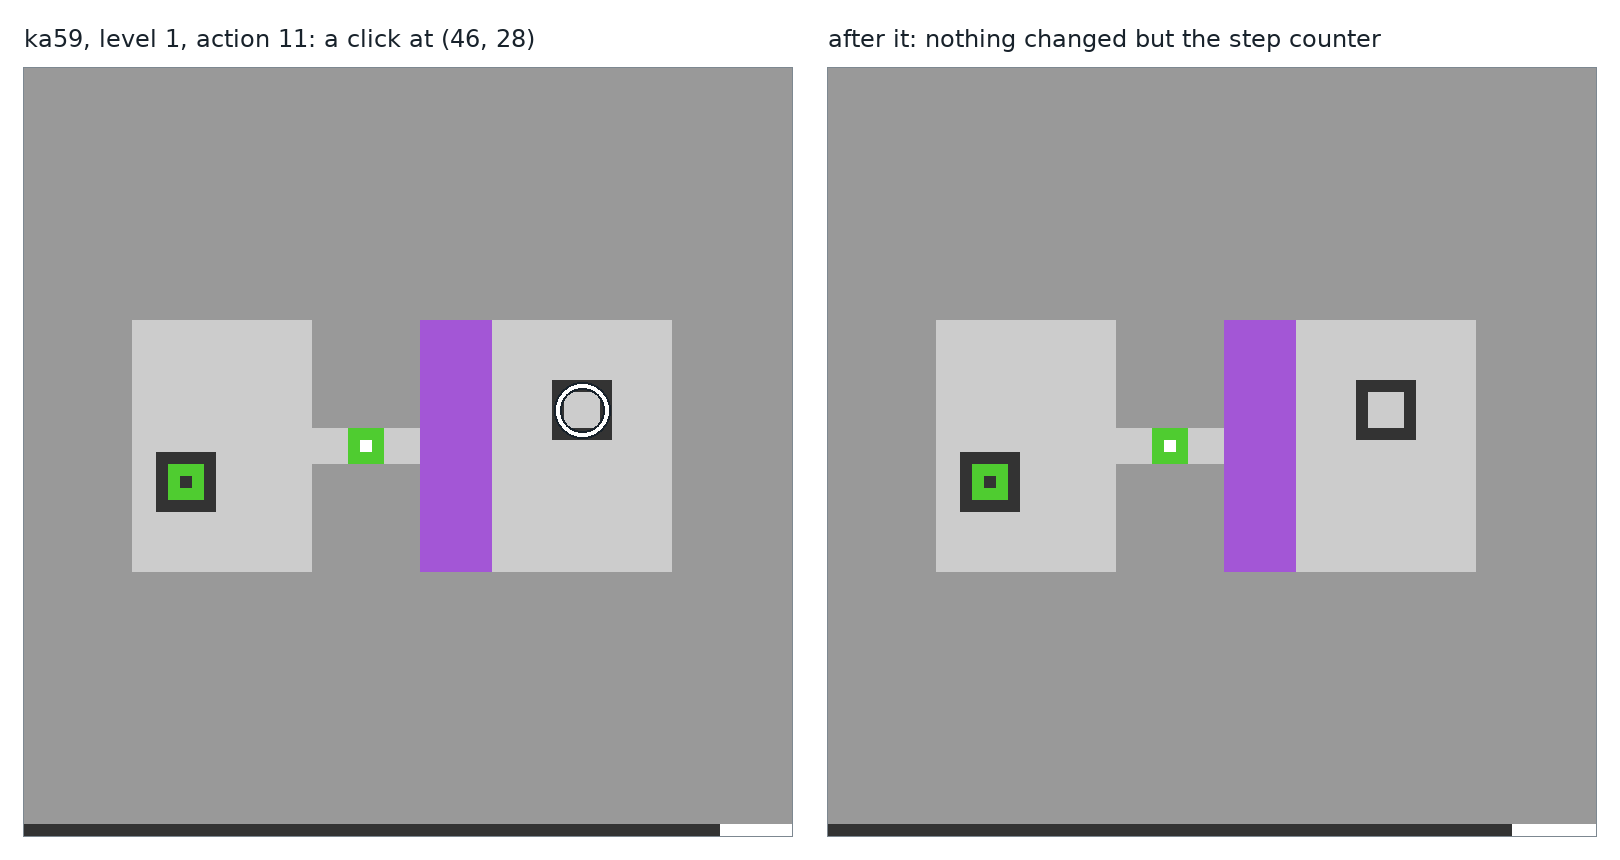 ka59, level 1, action 11: a click at (46, 28)
after it: nothing changed but the step counter